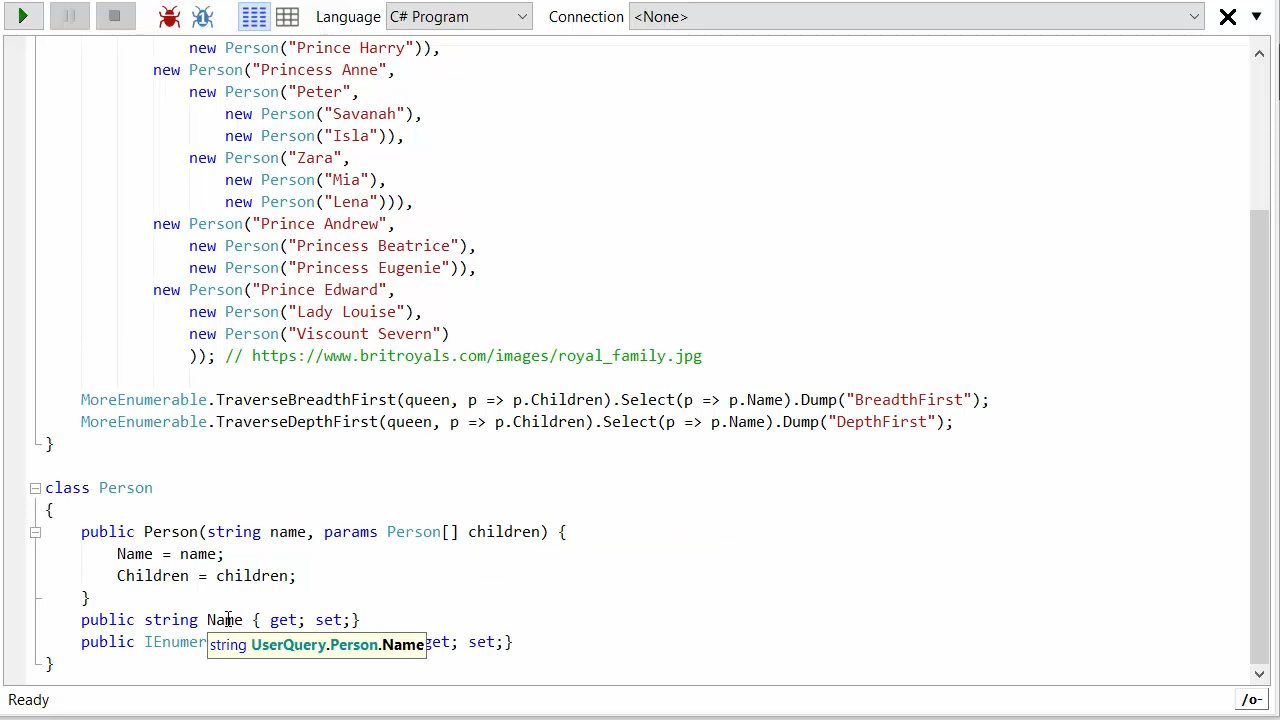 Language C# Program Connection <None>
new Person("Prince Harry")),
new Person("Princess Anne",
new Person("Peter",
new Person("Savanah"),
new Person("Isla")),
new Person("Zara",
new Person("Mia"),
new Person("Lena"))),
new Person("Prince Andrew",
new Person("Princess Beatrice"),
new Person("Princess Eugenie")),
new Person("Prince Edward",
new Person("Lady Louise"),
new Person("Viscount Severn")
)); // https://www.britroyals.com/images/royal_family.jpg
MoreEnumerable.TraverseBreadthFirst(queen, p => p.Children).Select(p => p.Name).Dump("BreadthFirst");
MoreEnumerable.TraverseDepthFirst(queen, p => p.Children).Select(p => p.Name).Dump("DepthFirst");
}
class Person
{
public Person(string name, params Person[] children) {
Name = name;
Children = children;
}
public string Name { get; set;}
public IEnumer get; set;}
string UserQuery.Person.Name
}
Ready /o-